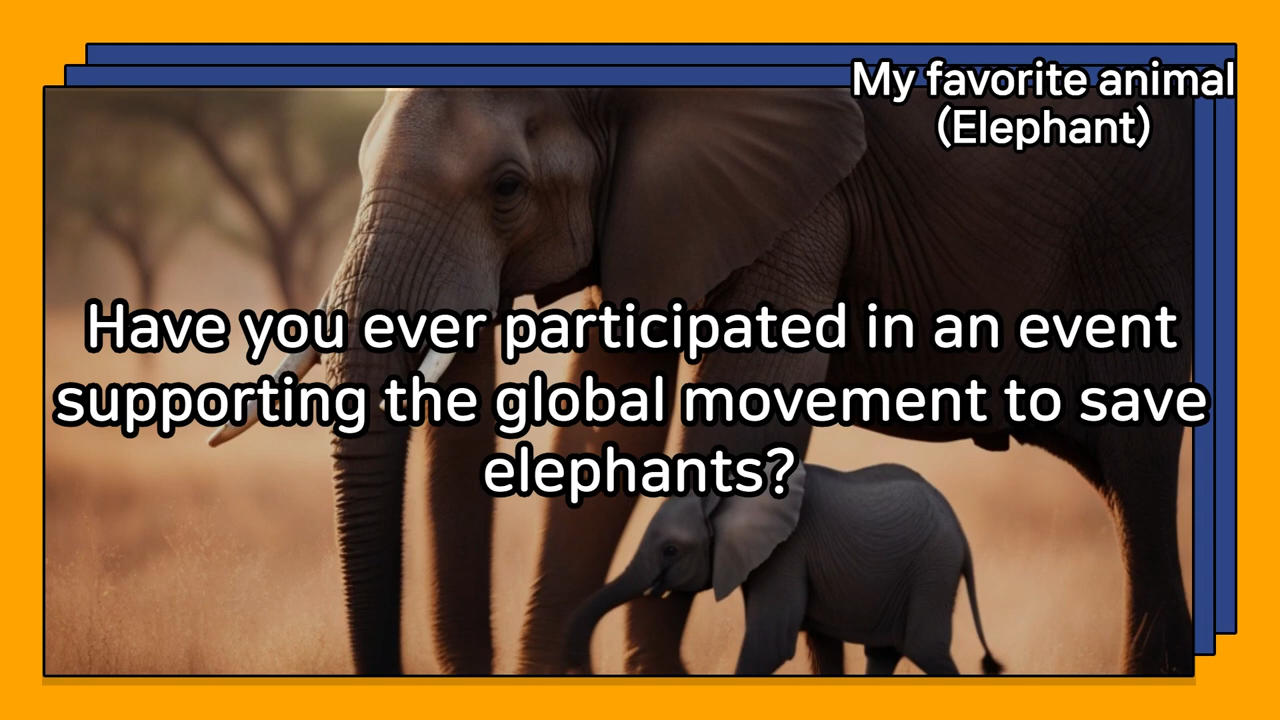 My favorite animal
(Elephant)
Have you ever participated in an event
supporting the global movement to save
elephants?